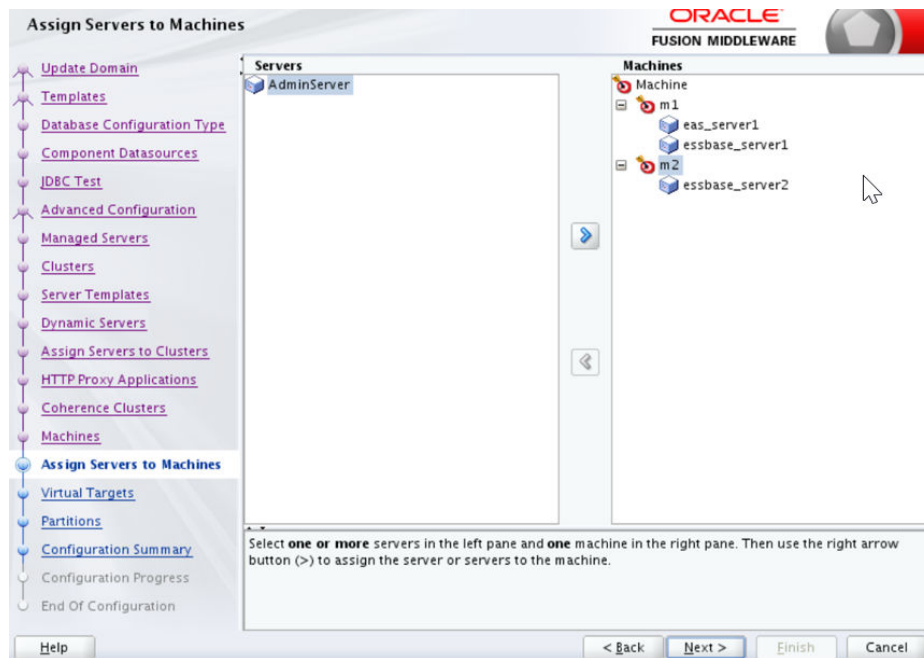 Assign Servers to Machines
ORACLE
FUSION MIDDLEWARE
Update Domain
Templates
Database Configuration Type
Component Datasources
JDBC Test
Advanced Configuration
Managed Servers
Clusters
Server Templates
Dynamic Servers
Assign Servers to Clusters
HTTP Proxy Applications
Coherence Clusters
Machines
Assign Servers to Machines
Virtual Targets
Partitions
Configuration Summary
Configuration Progress
End Of Configuration
Servers
AdminServer
Machines
Machine
m1
eas_server1
essbase_server1
m2
essbase_server2
Select one or more servers in the left pane and one machine in the right pane. Then use the right arrow
button (>) to assign the server or servers to the machine.
Help
< Back
Next >
Finish
Cancel